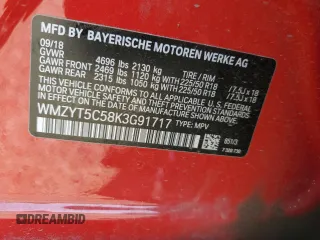 MFD BY BAYERISCHE MOTOREN WERKE AG
09/18
GVWR 4696 lbs 2130 kg TIRE / RIM
GAWR FRONT 2469 lbs 1120 kg W/225/50 R18 /7.5J x 18
GAWR REAR 2315 lbs 1050 kg W/225/50 R18 /7.5J x 18
THIS VEHICLE CONFORMS TO ALL APPLICABLE U.S. FEDERAL
MOTOR VEHICLE SAFETY, BUMPER, AND THEFT PREVENTION
STANDARDS IN EFFECT ON THE DATE OF MANUFACTURE SHOWN ABOVE.
WMZYT5C58K3G91717 TYPE: MPV
DREAMBID